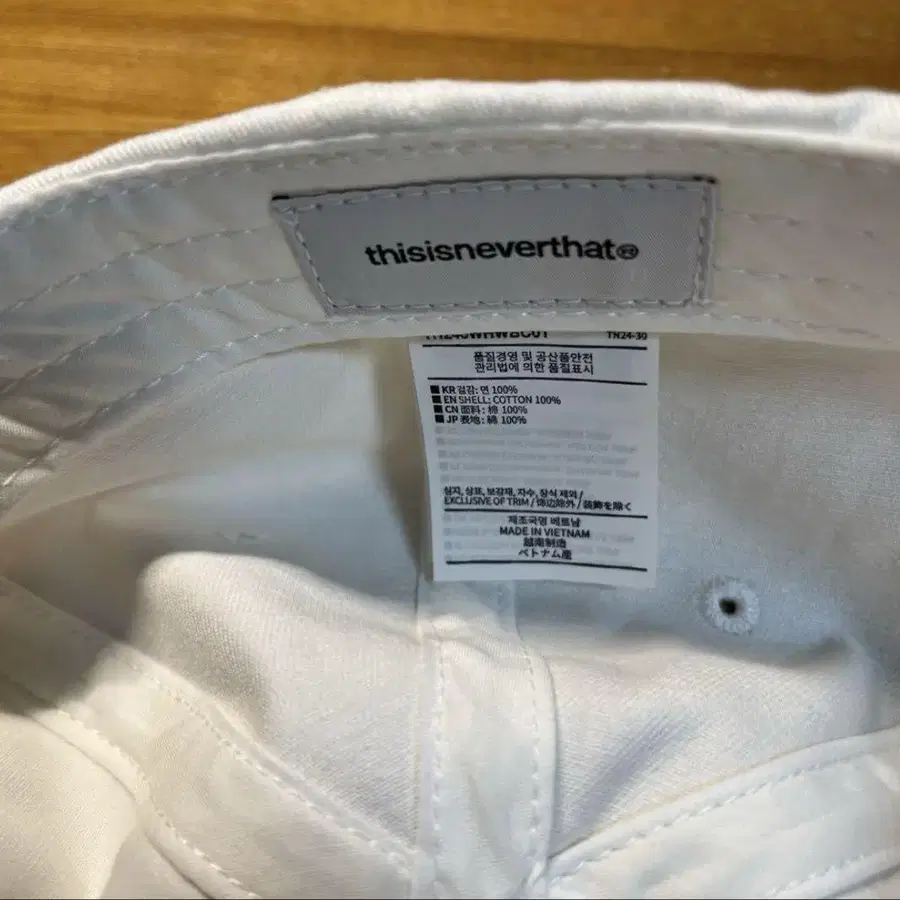 thisisneverthat®
TN24-30
품질경영 및 공산품안전
관리법에 의한 품질표시
KR 겉감: 면 100%
EN SHELL: COTTON 100%
CN 面料: 棉 100%
JP 表地: 綿 100%
심지, 상표, 보강재, 자수, 장식 제외 /
EXCLUSIVE OF TRIM / 饰边除外 / 装飾を除く
제조국명 베트남
MADE IN VIETNAM
越南制造
ベトナム産